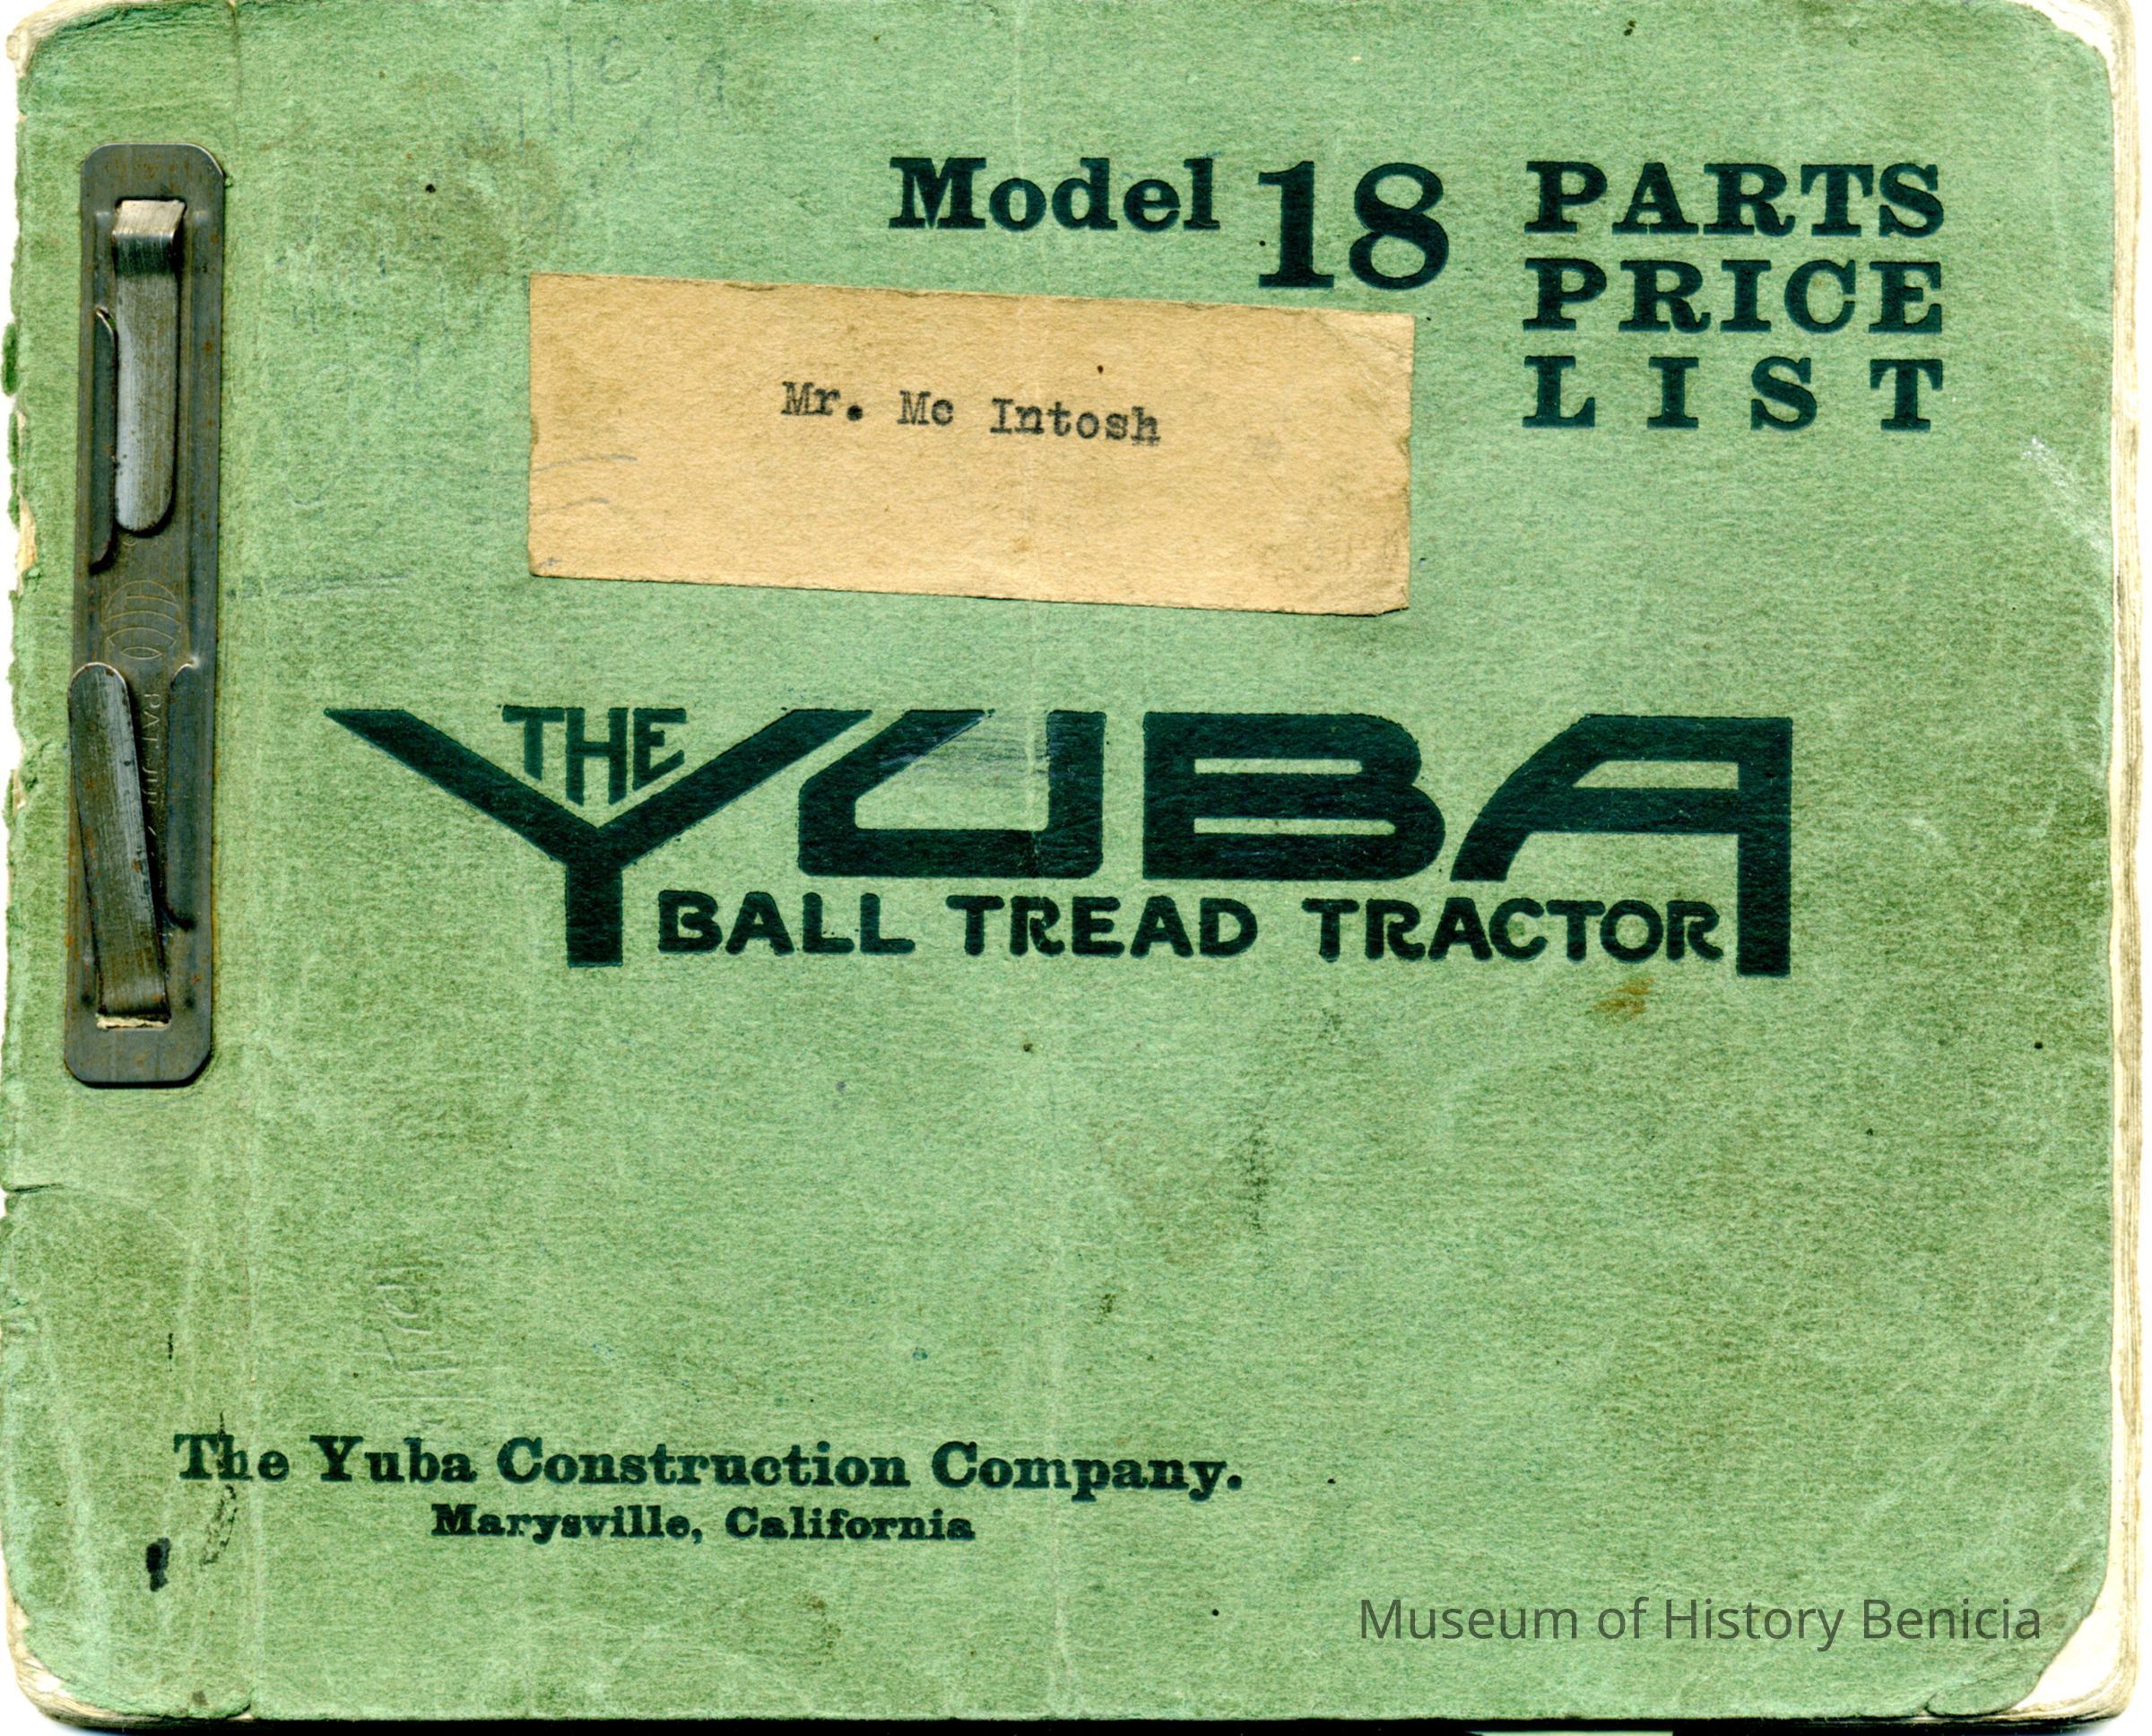 Model 18 PARTS
PRICE
LIST
Mr. Mc Intosh
THE
YUBA
BALL TREAD TRACTOR
The Yuba Construction Company.
Marysville, California
Museum of History Benicia